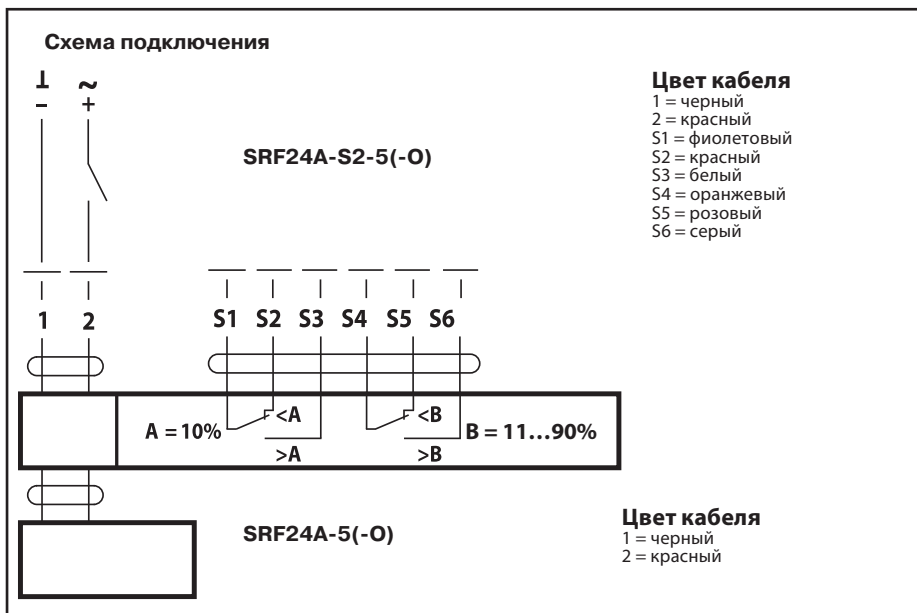 Схема подключения
⊥ ~
– +
SRF24A-S2-5(-O)
Цвет кабеля
1 = черный
2 = красный
S1 = фиолетовый
S2 = красный
S3 = белый
S4 = оранжевый
S5 = розовый
S6 = серый
1 2 S1 S2 S3 S4 S5 S6
A = 10% <A >A <B >B B = 11...90%
SRF24A-5(-O)
Цвет кабеля
1 = черный
2 = красный